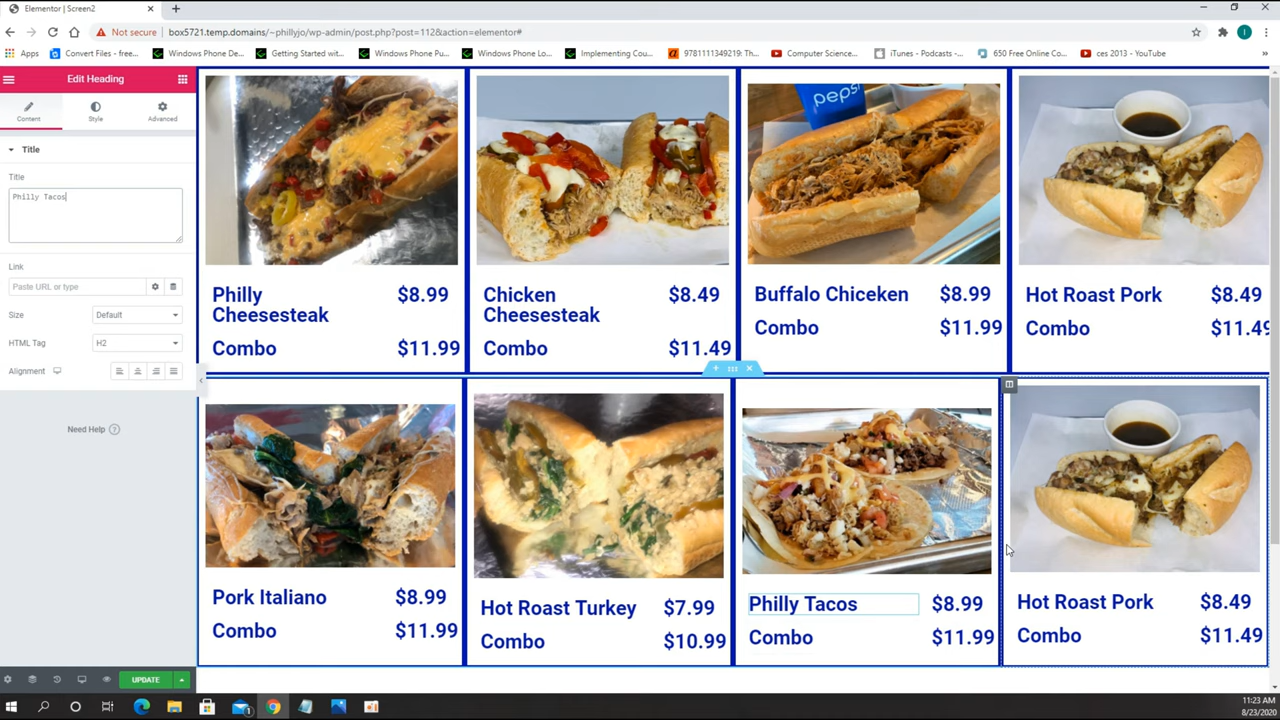 Elementor | Screen2
Not secure | box5721.temp.domains/~phillyjo/wp-admin/post.php?post=112&action=elementor#
Apps
Convert Files - free...
Windows Phone De...
Getting Started wit...
Windows Phone Pu...
Windows Phone Lo...
Implementing Cou...
9781111349219: Th...
Computer Science...
iTunes - Podcasts -...
650 Free Online Co...
ces 2013 - YouTube
Edit Heading
Content
Style
Advanced
Title
Title
Philly Tacos
Link
Paste URL or type
Size
Default
HTML Tag
H2
Alignment
Need Help
UPDATE
pepsi
Philly
Cheesesteak
$8.99
Combo
$11.99
Chicken
Cheesesteak
$8.49
Combo
$11.49
Buffalo Chiceken
$8.99
Combo
$11.99
Hot Roast Pork
$8.49
Combo
$11.49
Pork Italiano
$8.99
Combo
$11.99
Hot Roast Turkey
$7.99
Combo
$10.99
Philly Tacos
$8.99
Combo
$11.99
Hot Roast Pork
$8.49
Combo
$11.49
11:23 AM
8/23/2020